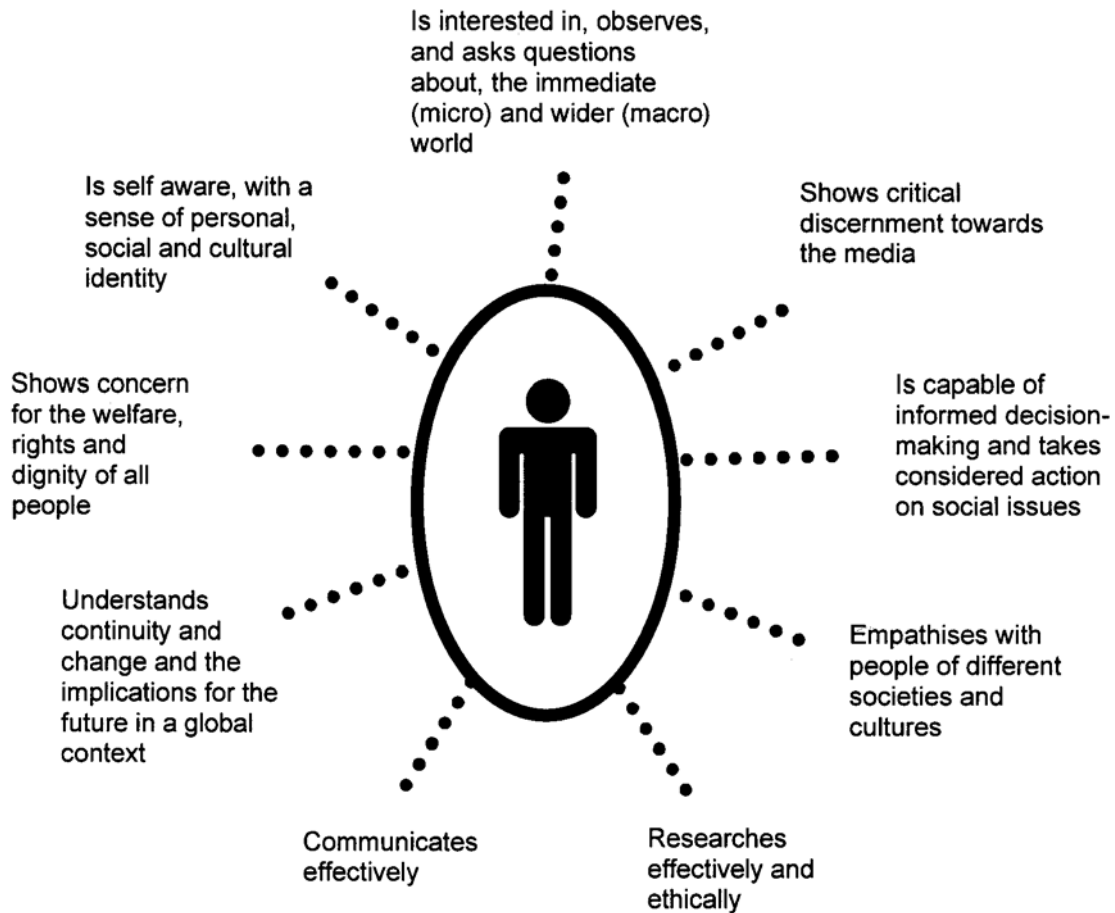 Is interested in, observes,
and asks questions
about, the immediate
(micro) and wider (macro)
world
Shows critical
discernment towards
the media
Is capable of
informed decision-
making and takes
considered action
on social issues
Empathises with
people of different
societies and
cultures
Researches
effectively and
ethically
Communicates
effectively
Understands
continuity and
change and the
implications for the
future in a global
context
Shows concern
for the welfare,
rights and
dignity of all
people
Is self aware, with a
sense of personal,
social and cultural
identity